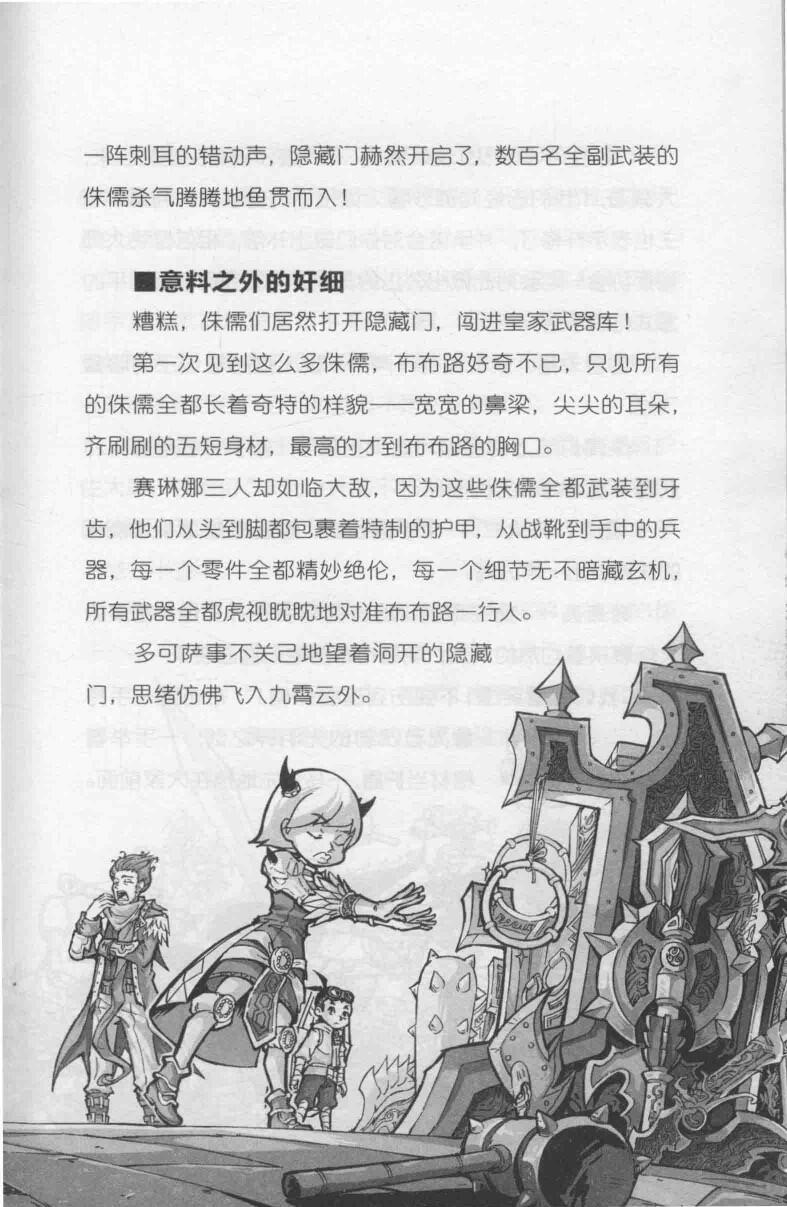 一阵刺耳的错动声，隐藏门赫然开启了，数百名全副武装的
侏儒杀气腾腾地鱼贯而入！
■意料之外的奸细
糟糕，侏儒们居然打开隐藏门，闯进皇家武器库！
第一次见到这么多侏儒，布布路好奇不已，只见所有
的侏儒全都长着奇特的样貌——宽宽的鼻梁，尖尖的耳朵，
齐刷刷的五短身材，最高的才到布布路的胸口。
赛琳娜三人却如临大敌，因为这些侏儒全都武装到牙
齿，他们从头到脚都包裹着特制的护甲，从战靴到手中的兵
器，每一个零件全都精妙绝伦，每一个细节无不暗藏玄机，
所有武器全都虎视眈眈地对准布布路一行人。
多可萨事不关己地望着洞开的隐藏
门，思绪仿佛飞入九霄云外。